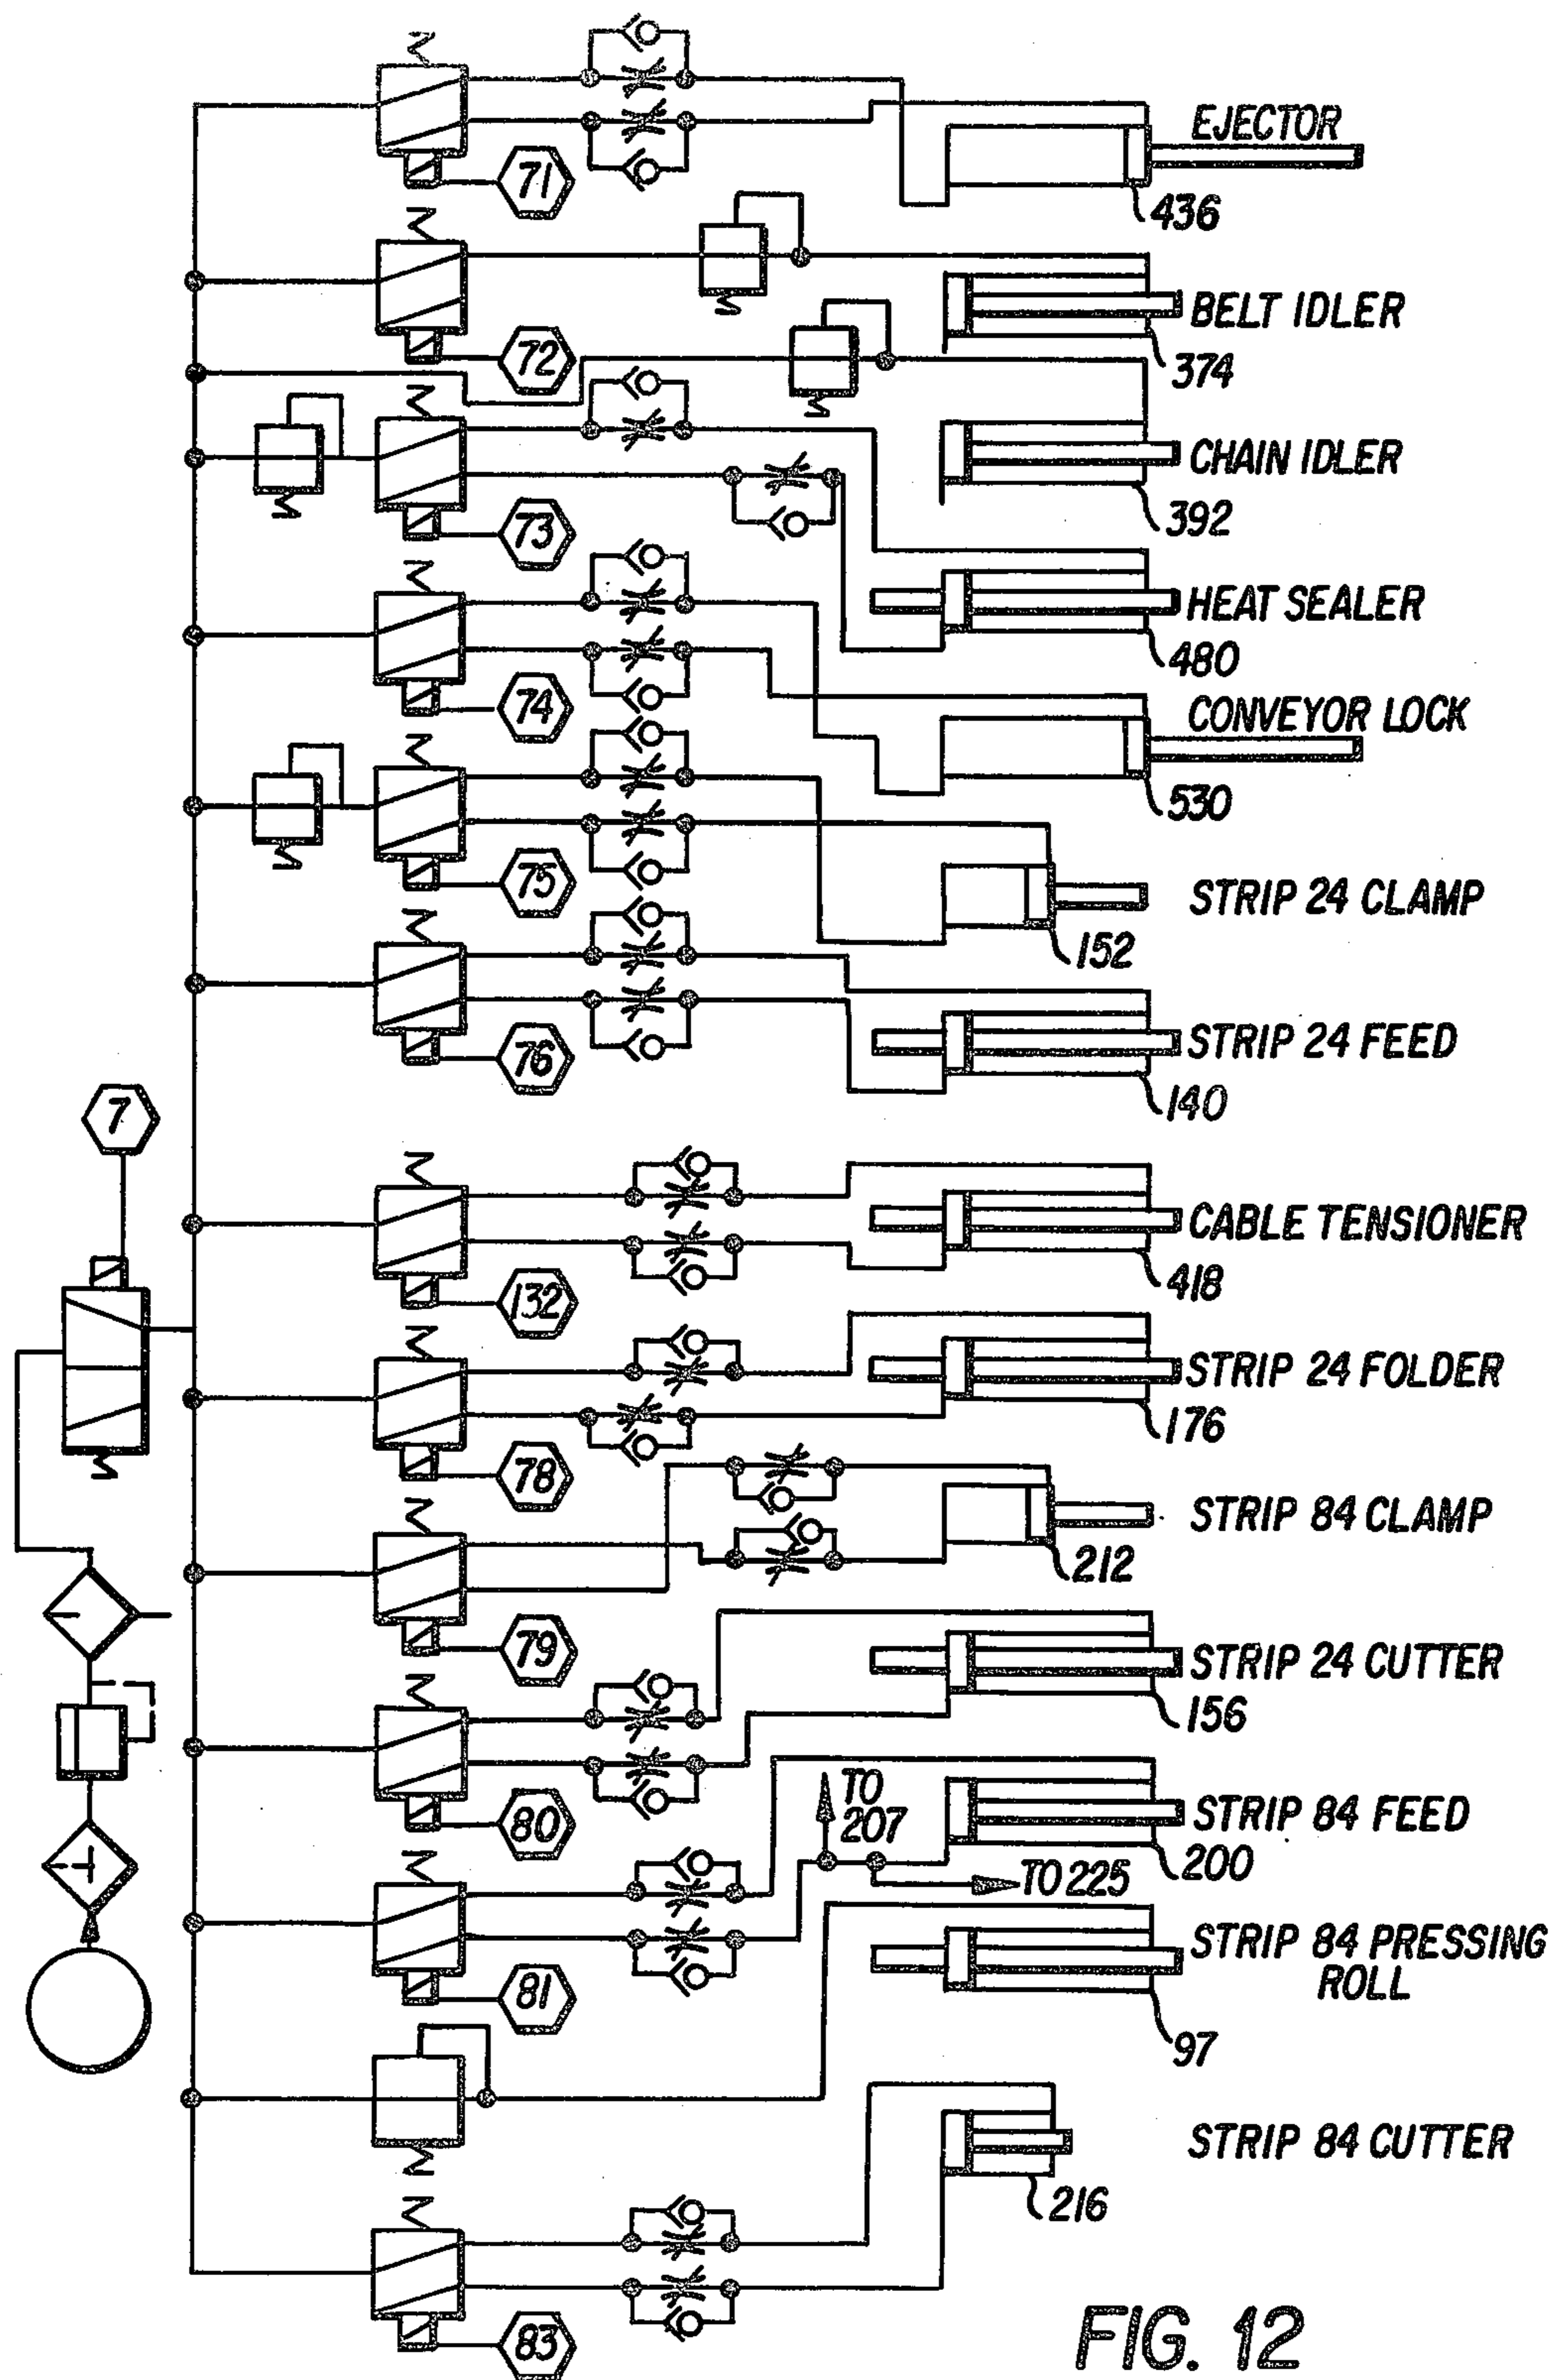 EJECTOR
71
436
BELT IDLER
72
374
CHAIN IDLER
73
392
HEAT SEALER
480
74
CONVEYOR LOCK
530
75
STRIP 24 CLAMP
152
76
STRIP 24 FEED
140
7
132
CABLE TENSIONER
418
78
STRIP 24 FOLDER
176
STRIP 84 CLAMP
212
79
STRIP 24 CUTTER
156
80
TO
207
STRIP 84 FEED
200
TO 225
81
STRIP 84 PRESSING
ROLL
97
STRIP 84 CUTTER
216
83
FIG. 12